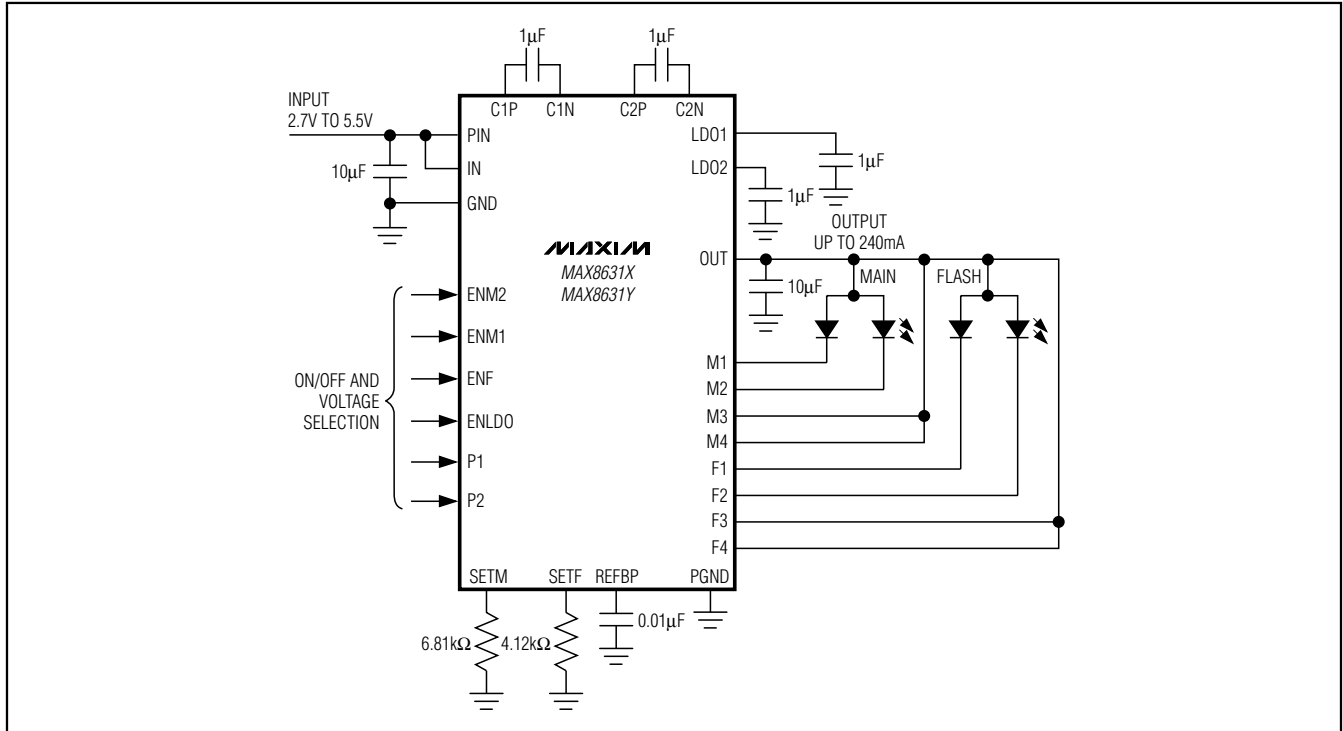 1µF
1µF
INPUT
2.7V TO 5.5V
C1P
C1N
C2P
C2N
PIN
IN
GND
10µF
LDO1
1µF
LDO2
1µF
MAXIM
MAX8631X
MAX8631Y
OUTPUT
UP TO 240mA
OUT
10µF
MAIN
FLASH
ENM2
ENM1
ENF
ENLDO
P1
P2
ON/OFF AND
VOLTAGE
SELECTION
M1
M2
M3
M4
F1
F2
F3
F4
SETM
SETF
REFBP
PGND
6.81kΩ
4.12kΩ
0.01µF